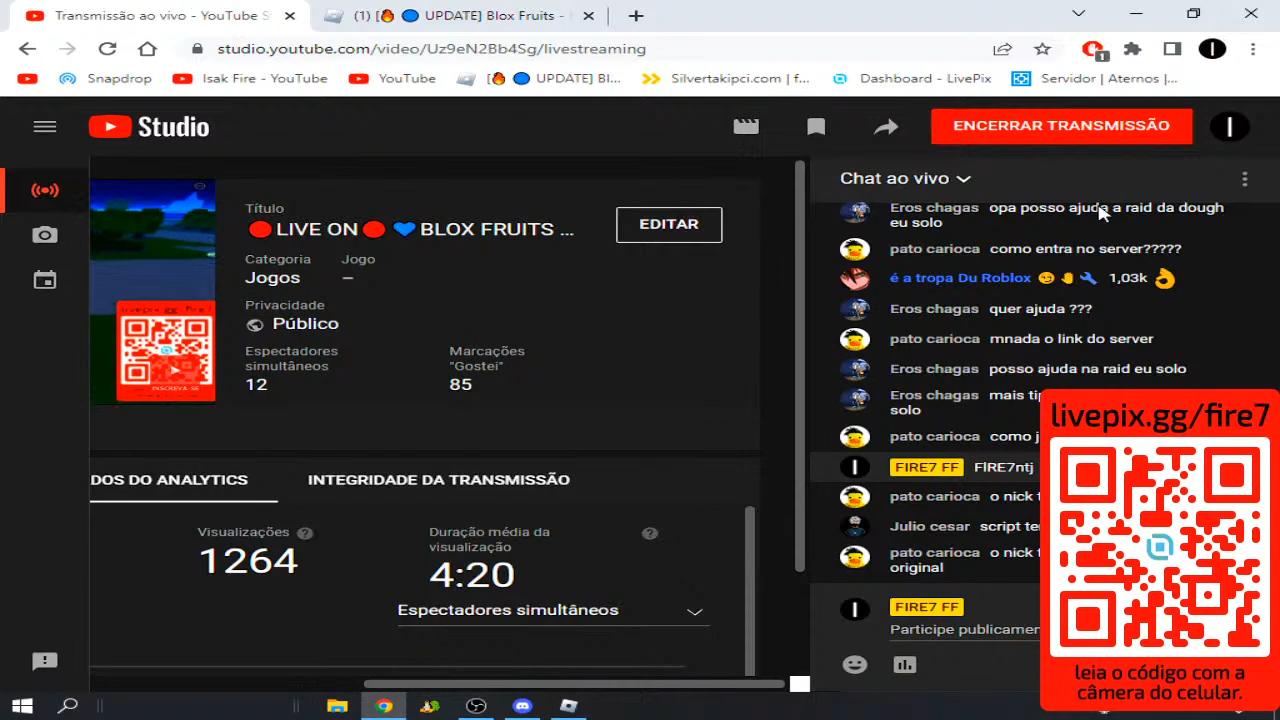 Transmissão ao vivo - YouTube S
(1) [🔥 🔵 UPDATE] Blox Fruits -
studio.youtube.com/video/Uz9eN2Bb4Sg/livestreaming
1
Snapdrop
Isak Fire - YouTube
YouTube
[🔥 🔵 UPDATE] Bl...
Silvertakipci.com | f...
Dashboard - LivePix
Servidor | Aternos |...
Studio
ENCERRAR TRANSMISSÃO
Título
🔴LIVE ON🔴 💙BLOX FRUITS ...
EDITAR
Categoria
Jogo
Jogos
–
Privacidade
Público
Espectadores
simultâneos
12
Marcações
"Gostei"
85
livepix.gg/fire7
INSCREVA-SE
DOS DO ANALYTICS
INTEGRIDADE DA TRANSMISSÃO
Visualizações
1264
Duração média da
visualização
4:20
Espectadores simultâneos
Chat ao vivo
Eros chagas opa posso ajuda a raid da dough
eu solo
pato carioca como entra no server?????
é a tropa Du Roblox 😏🤚🔧 1,03k 👌
Eros chagas quer ajuda ???
pato carioca mnada o link do server
Eros chagas posso ajuda na raid eu solo
Eros chagas mais
solo
pato carioca como
FIRE7 FF FIRE7ntj
pato carioca o nick
Julio cesar script
pato carioca o nick
original
FIRE7 FF
Participe
livepix.gg/fire7
leia o código com a
câmera do celular.